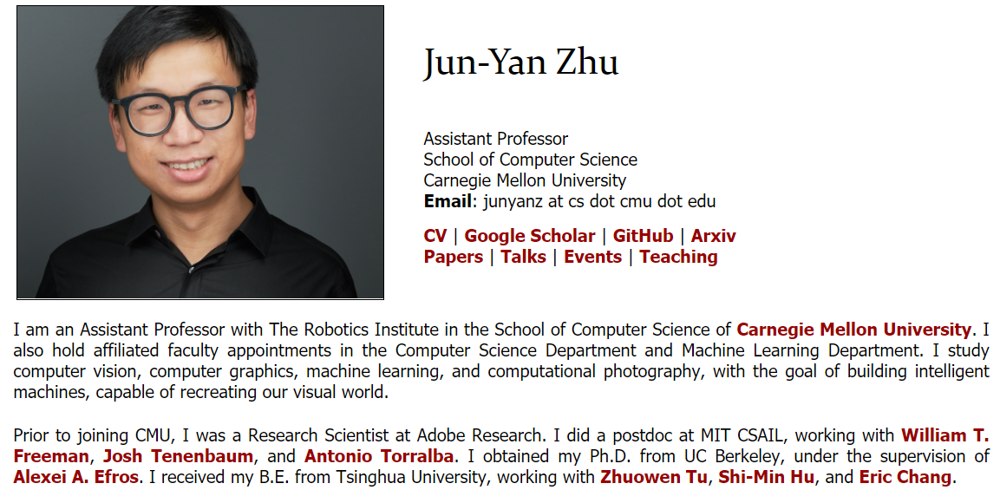 Jun-Yan Zhu
Assistant Professor
School of Computer Science
Carnegie Mellon University
Email: junyanz at cs dot cmu dot edu
CV | Google Scholar | GitHub | Arxiv
Papers | Talks | Events | Teaching
I am an Assistant Professor with The Robotics Institute in the School of Computer Science of Carnegie Mellon University. I
also hold affiliated faculty appointments in the Computer Science Department and Machine Learning Department. I study
computer vision, computer graphics, machine learning, and computational photography, with the goal of building intelligent
machines, capable of recreating our visual world.
Prior to joining CMU, I was a Research Scientist at Adobe Research. I did a postdoc at MIT CSAIL, working with William T.
Freeman, Josh Tenenbaum, and Antonio Torralba. I obtained my Ph.D. from UC Berkeley, under the supervision of
Alexei A. Efros. I received my B.E. from Tsinghua University, working with Zhuowen Tu, Shi-Min Hu, and Eric Chang.